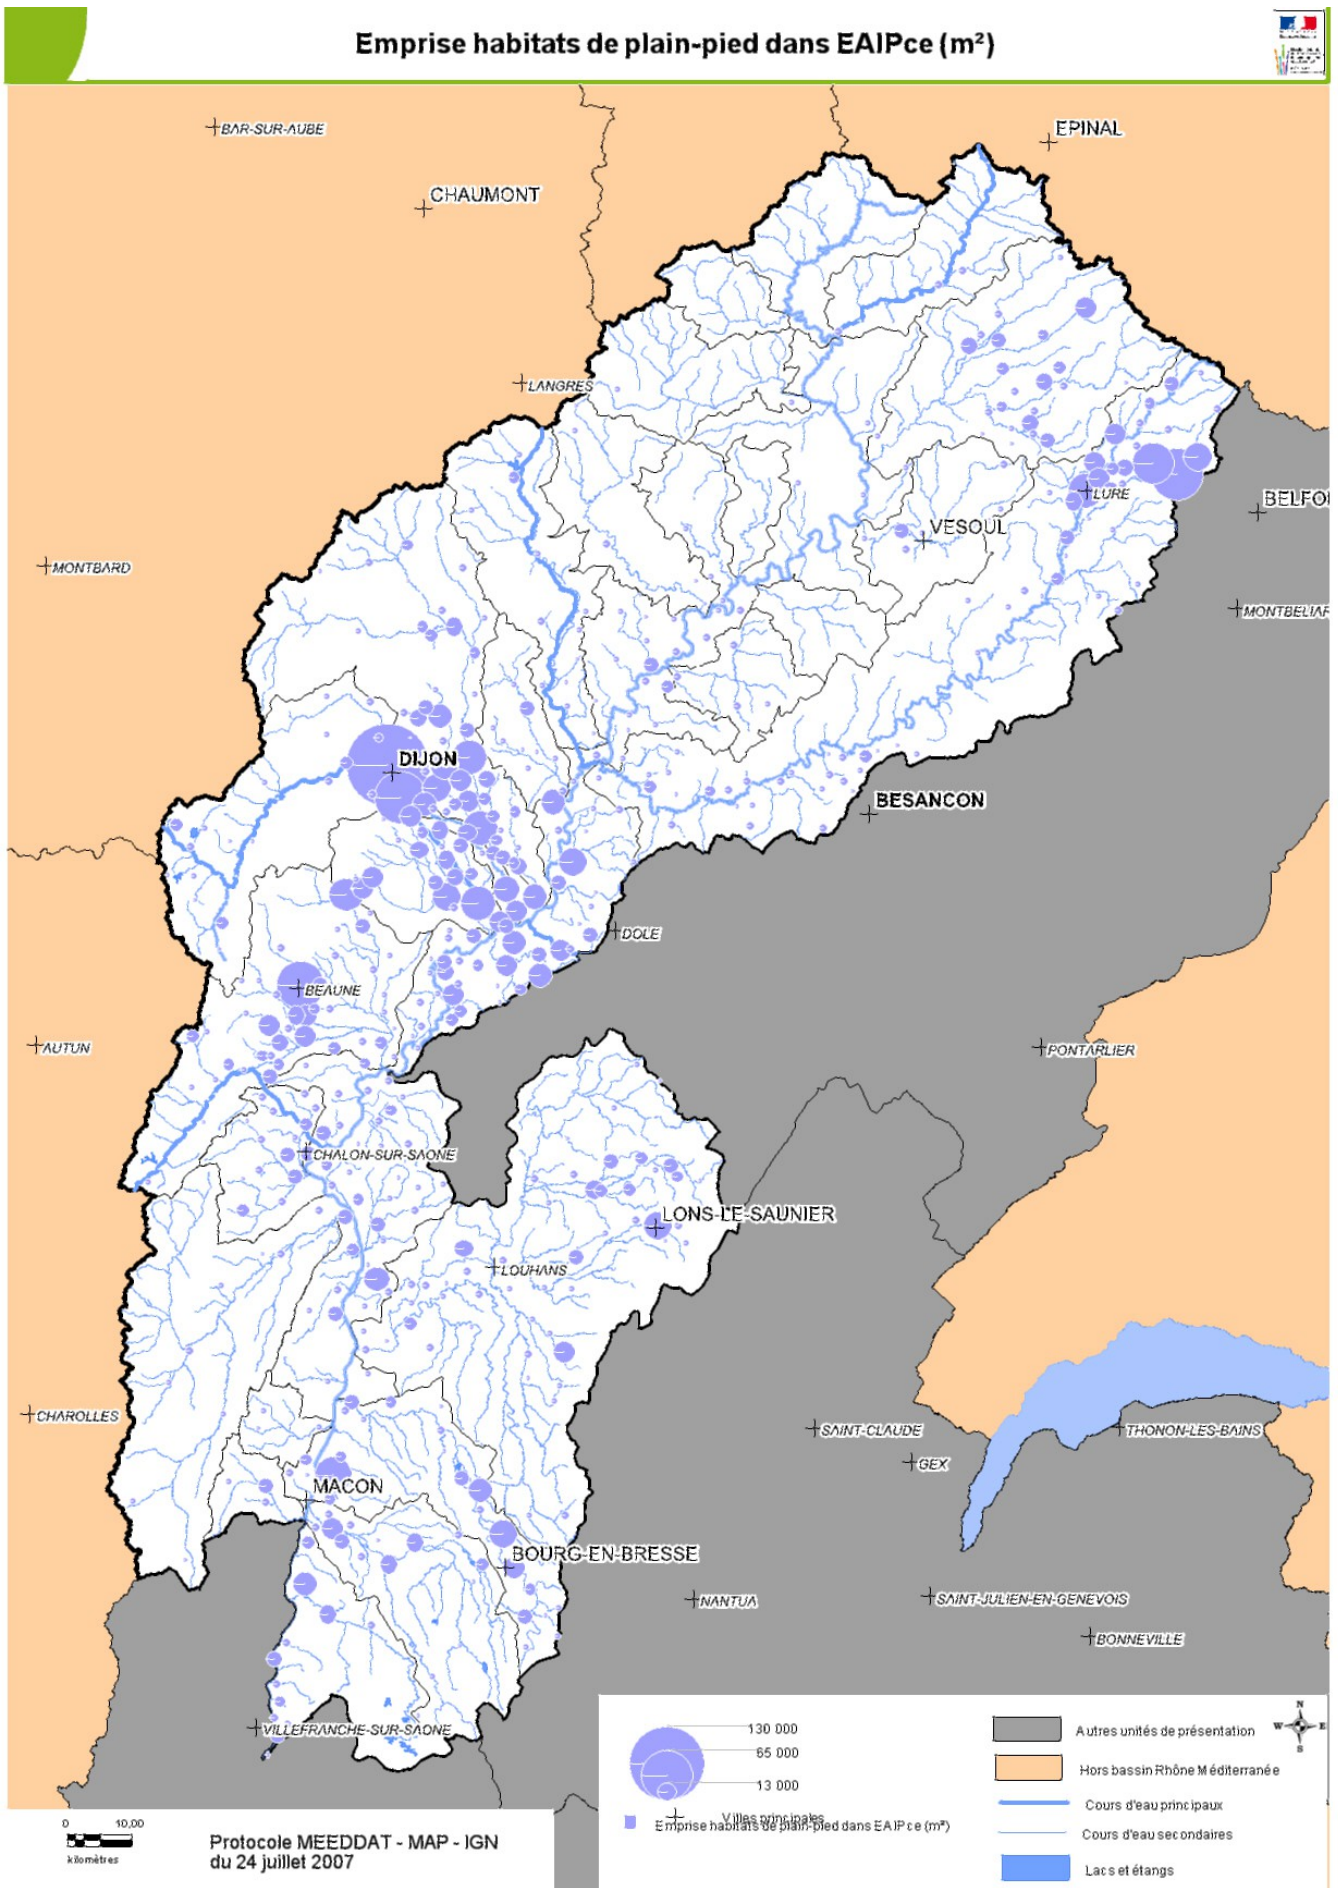 Emprise habitats de plain-pied dans EAIPce (m²)
BAR-SUR-AUBE
EPINAL
CHAUMONT
LANGRES
LURE
BELFO
VESOUL
MONTBARD
MONTBELIAR
DIJON
BESANCON
DOLE
BEAUNE
AUTUN
PONTARLIER
CHALON-SUR-SAONE
LONS-LE-SAUNIER
LOUHANS
CHAROLLES
SAINT-CLAUDE
THONON-LES-BAINS
GEX
MACON
BOURG-EN-BRESSE
NANTUA
SAINT-JULIEN-EN-GENEVOIS
BONNEVILLE
VILLEFRANCHE-SUR-SAONE
130 000
65 000
13 000
Villes principales
Emprise habitats de plain-pied dans EAIPce (m²)
Autres unités de présentation
Hors bassin Rhône Méditerranée
Cours d'eau principaux
Cours d'eau secondaires
Lacs et étangs
N
W E
S
0 10,00
kilomètres
Protocole MEEDDAT - MAP - IGN
du 24 juillet 2007